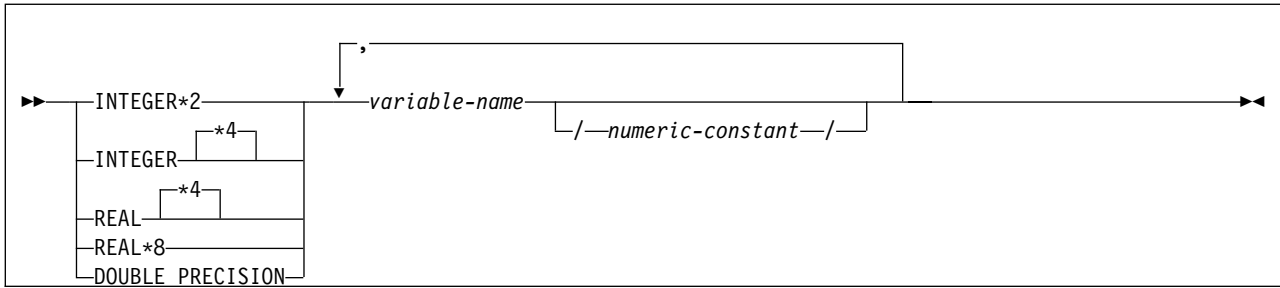 ,
INTEGER*2 variable-name
/ numeric-constant /
*4
INTEGER
*4
REAL
REAL*8
DOUBLE PRECISION